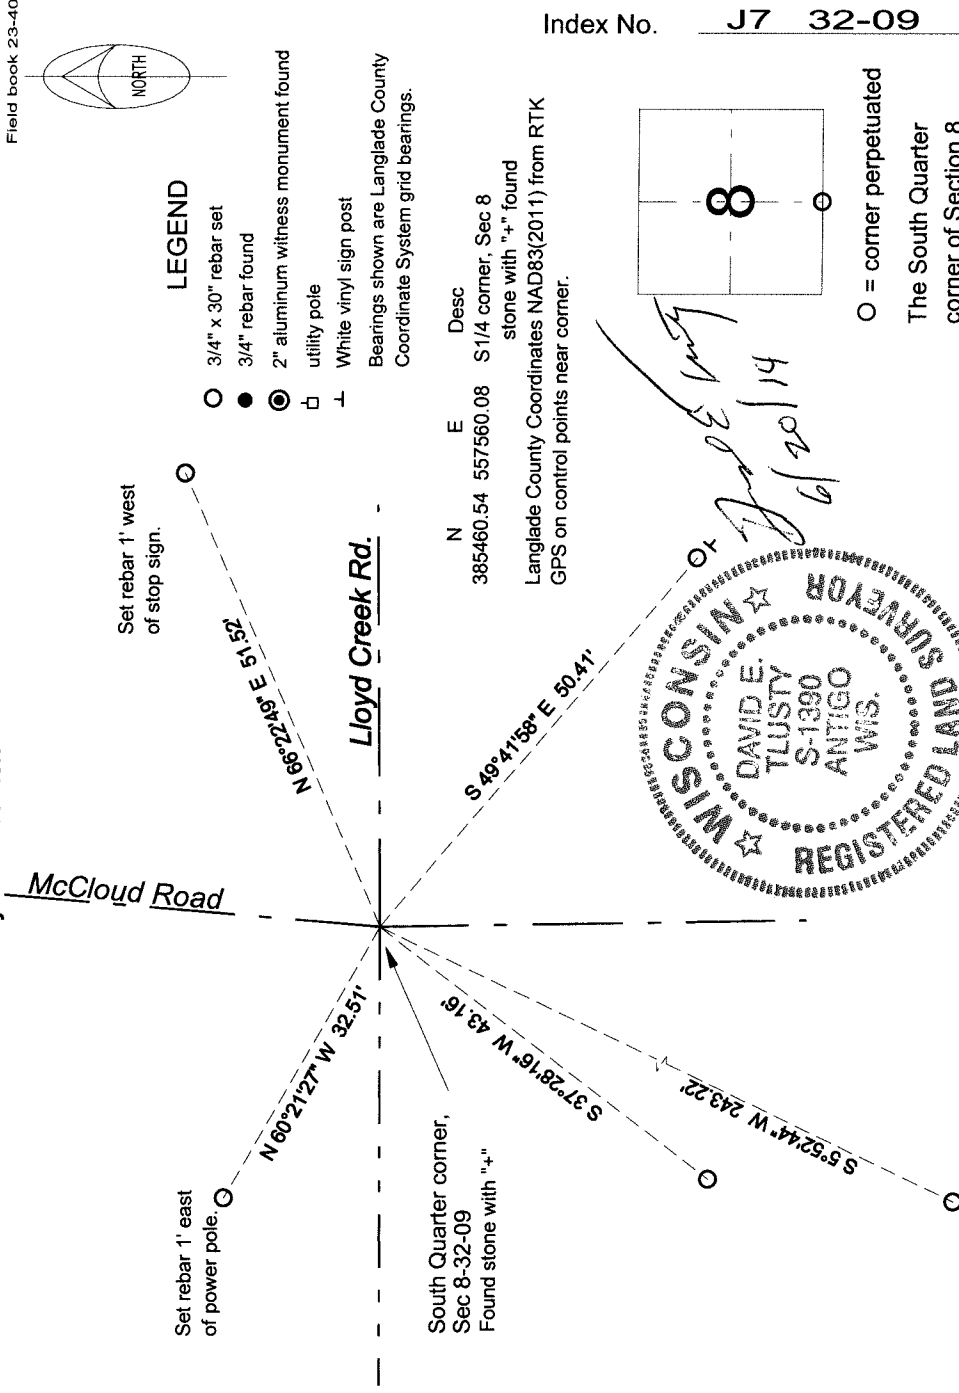 Field book 23-40
Index No. J7 32-09
NORTH
LEGEND
3/4" x 30" rebar set
3/4" rebar found
2" aluminum witness monument found
utility pole
White vinyl sign post
Bearings shown are Langlade County
Coordinate System grid bearings.
N E Desc
385460.54 557560.08 S1/4 corner, Sec 8
stone with "+" found
Langlade County Coordinates NAD83(2011) from RTK
GPS on control points near corner.
8
O = corner perpetuated
The South Quarter
corner of Section 8
Set rebar 1' west
of stop sign.
N 66°22'49" E 51.52'
Lloyd Creek Rd.
S 49°41'58" E 50.41'
McCloud Road
N 60°21'27" W 32.51'
S 37°28'16" W 43.16'
S 5°52'44" W 243.22'
Set rebar 1' east
of power pole.
South Quarter corner,
Sec 8-32-09
Found stone with "+"
WISCONSIN
DAVID E.
TLUSTY
S-1390
ANTIGO
WIS.
REGISTERED LAND SURVEYOR
6/20/14